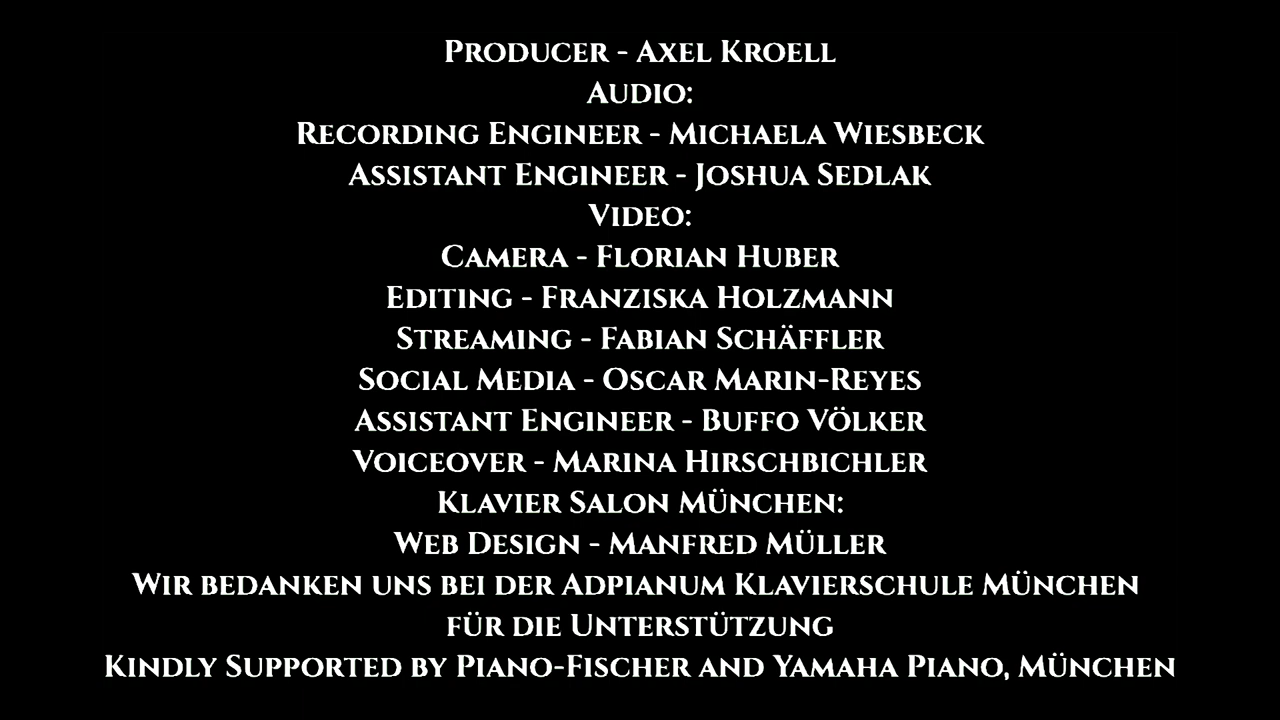 Producer - Axel Kroell
Audio:
Recording Engineer - Michaela Wiesbeck
Assistant Engineer - Joshua Sedlak
Video:
Camera - Florian Huber
Editing - Franziska Holzmann
Streaming - Fabian Schäffler
Social Media - Oscar Marin-Reyes
Assistant Engineer - Buffo Völker
Voiceover - Marina Hirschbichler
Klavier Salon München:
Web Design - Manfred Müller
Wir bedanken uns bei der Adpianum Klavierschule München
für die Unterstützung
Kindly Supported by Piano-Fischer and Yamaha Piano, München